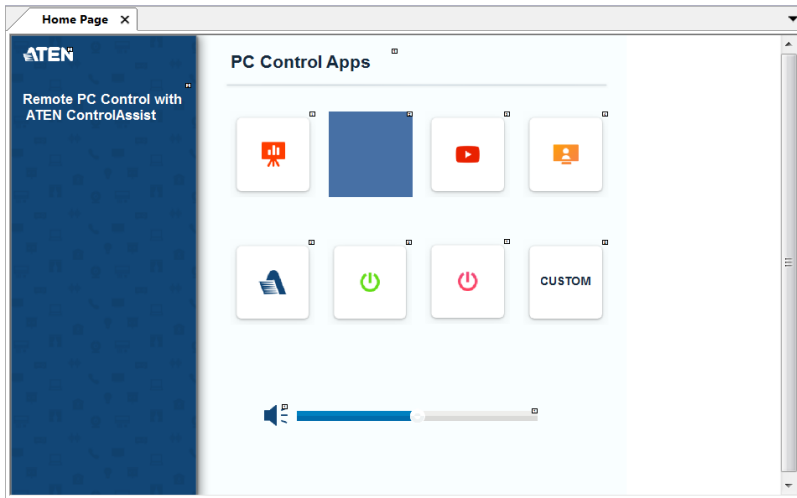 Home Page X
ATEN
PC Control Apps
Remote PC Control with
ATEN ControlAssist
CUSTOM